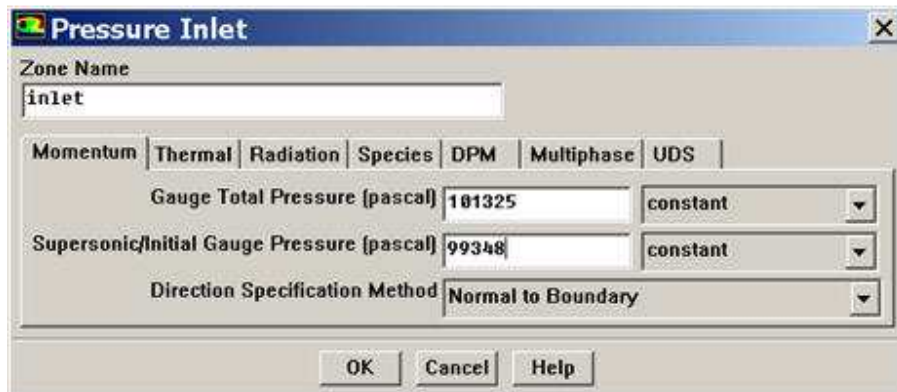 Pressure Inlet
Zone Name
inlet
Momentum Thermal Radiation Species DPM Multiphase UDS
Gauge Total Pressure (pascal) 101325 constant
Supersonic/Initial Gauge Pressure (pascal) 99348 constant
Direction Specification Method Normal to Boundary
OK Cancel Help